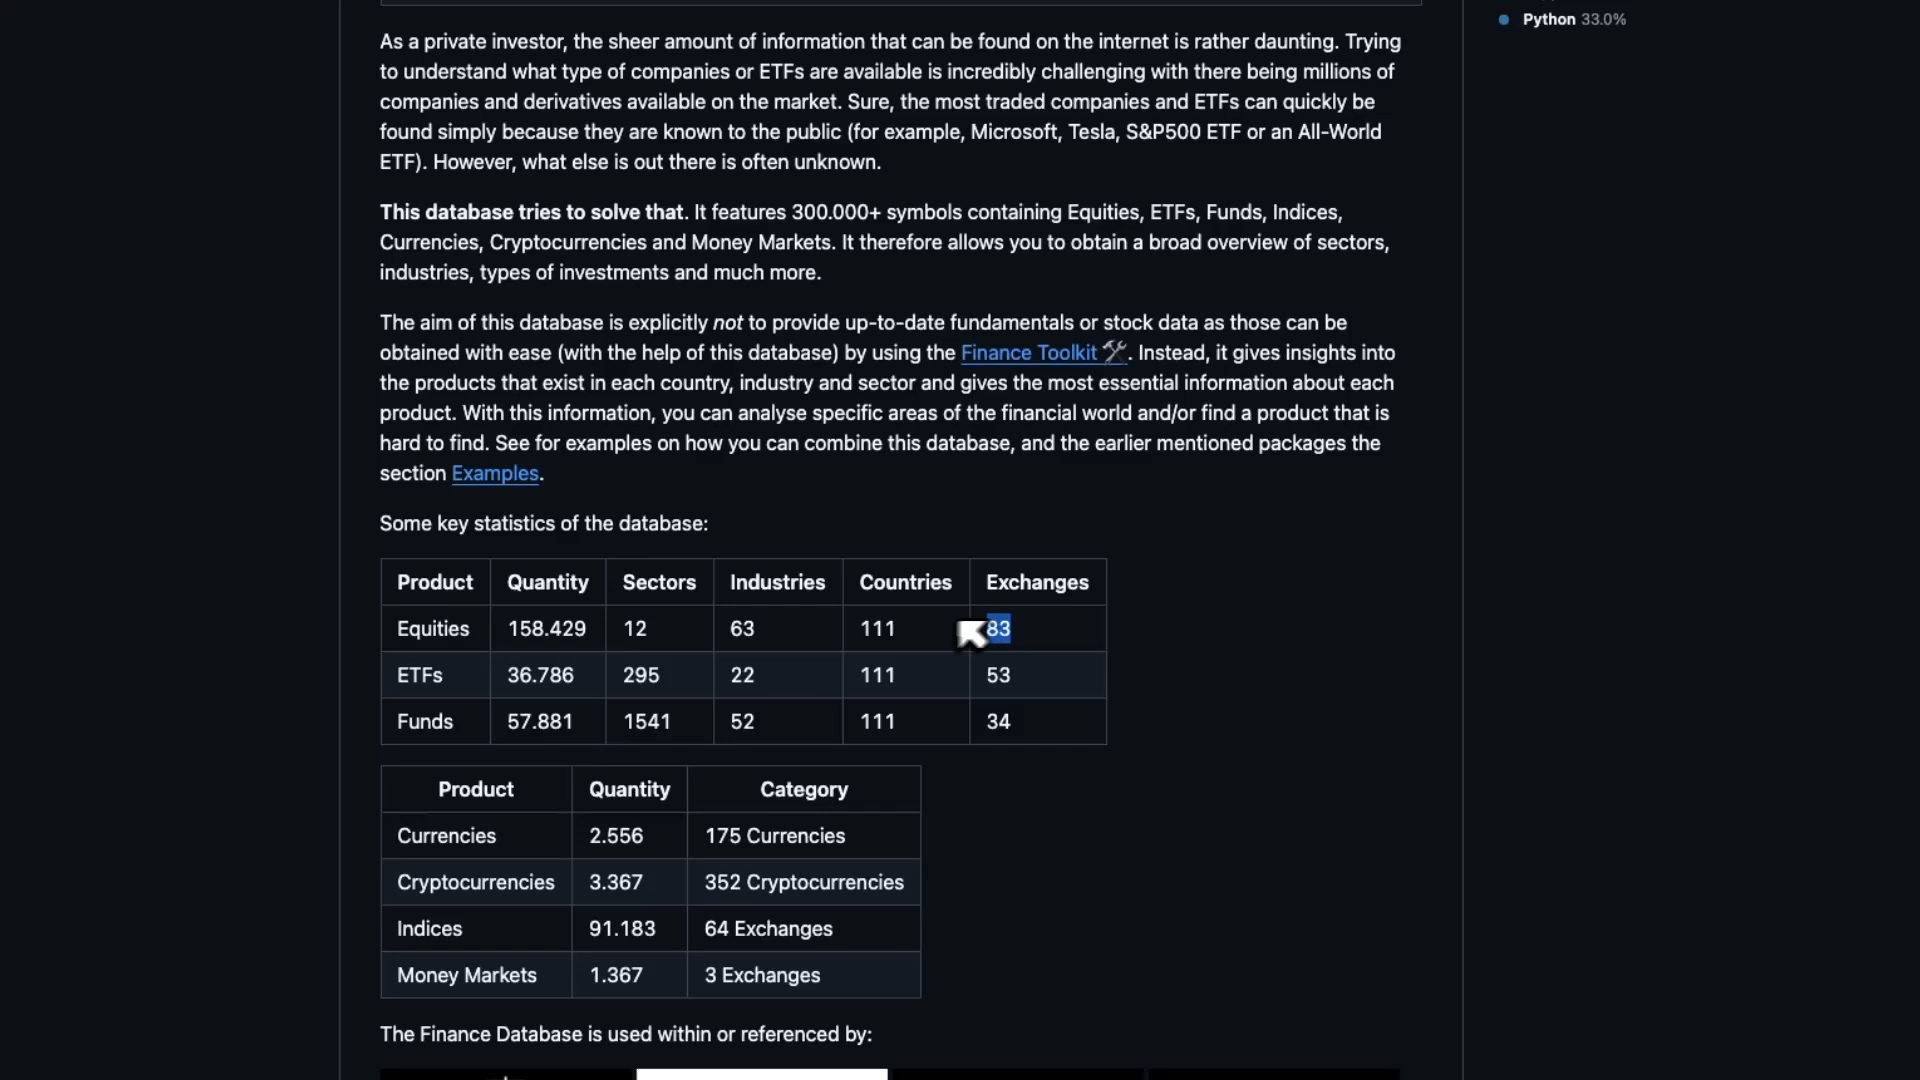 Python 33.0%
As a private investor, the sheer amount of information that can be found on the internet is rather daunting. Trying
to understand what type of companies or ETFs are available is incredibly challenging with there being millions of
companies and derivatives available on the market. Sure, the most traded companies and ETFs can quickly be
found simply because they are known to the public (for example, Microsoft, Tesla, S&P500 ETF or an All-World
ETF). However, what else is out there is often unknown.
This database tries to solve that. It features 300.000+ symbols containing Equities, ETFs, Funds, Indices,
Currencies, Cryptocurrencies and Money Markets. It therefore allows you to obtain a broad overview of sectors,
industries, types of investments and much more.
The aim of this database is explicitly not to provide up-to-date fundamentals or stock data as those can be
obtained with ease (with the help of this database) by using the Finance Toolkit 🛠. Instead, it gives insights into
the products that exist in each country, industry and sector and gives the most essential information about each
product. With this information, you can analyse specific areas of the financial world and/or find a product that is
hard to find. See for examples on how you can combine this database, and the earlier mentioned packages the
section Examples.
Some key statistics of the database:
Product Quantity Sectors Industries Countries Exchanges
Equities 158.429 12 63 111 83
ETFs 36.786 295 22 111 53
Funds 57.881 1541 52 111 34
Product Quantity Category
Currencies 2.556 175 Currencies
Cryptocurrencies 3.367 352 Cryptocurrencies
Indices 91.183 64 Exchanges
Money Markets 1.367 3 Exchanges
The Finance Database is used within or referenced by: